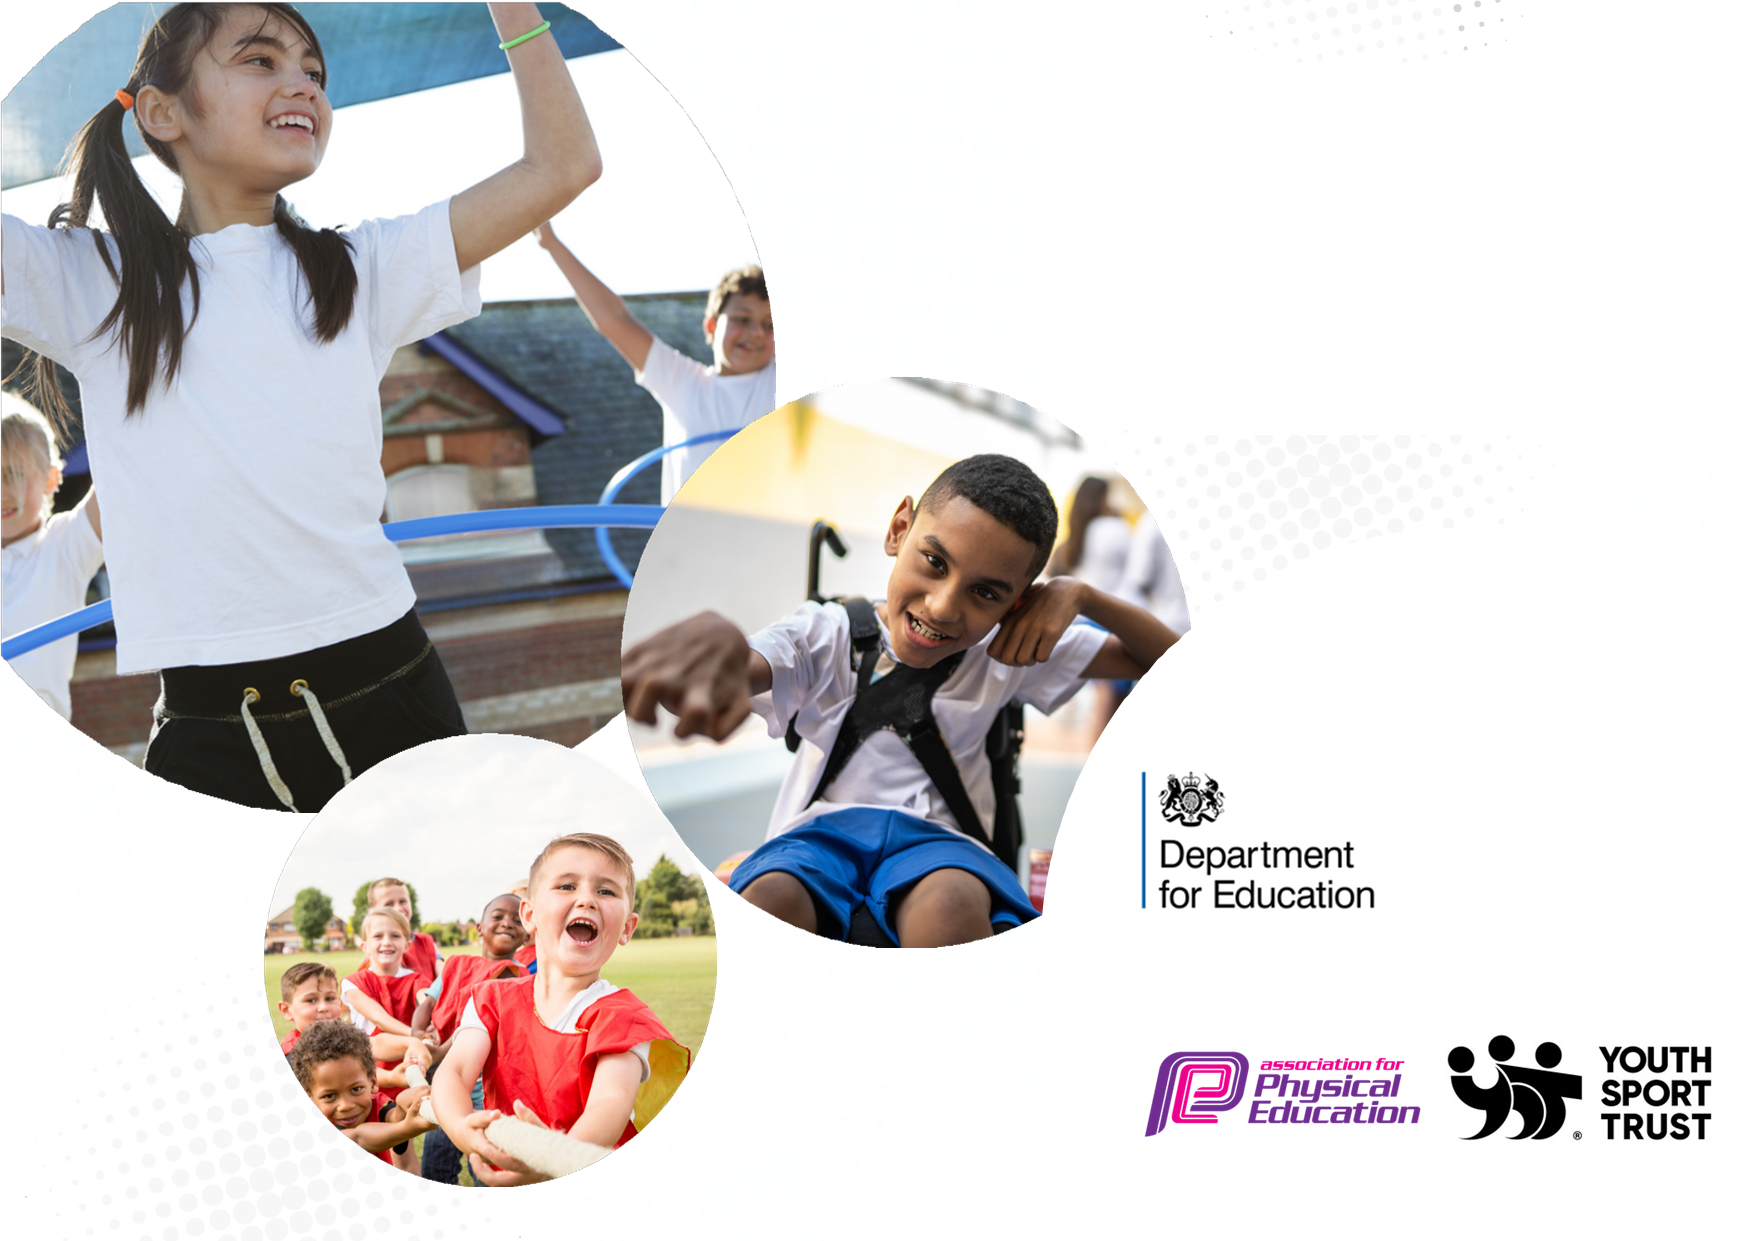 Department
for Education
association for
Physical
Education
YOUTH
SPORT
TRUST
®